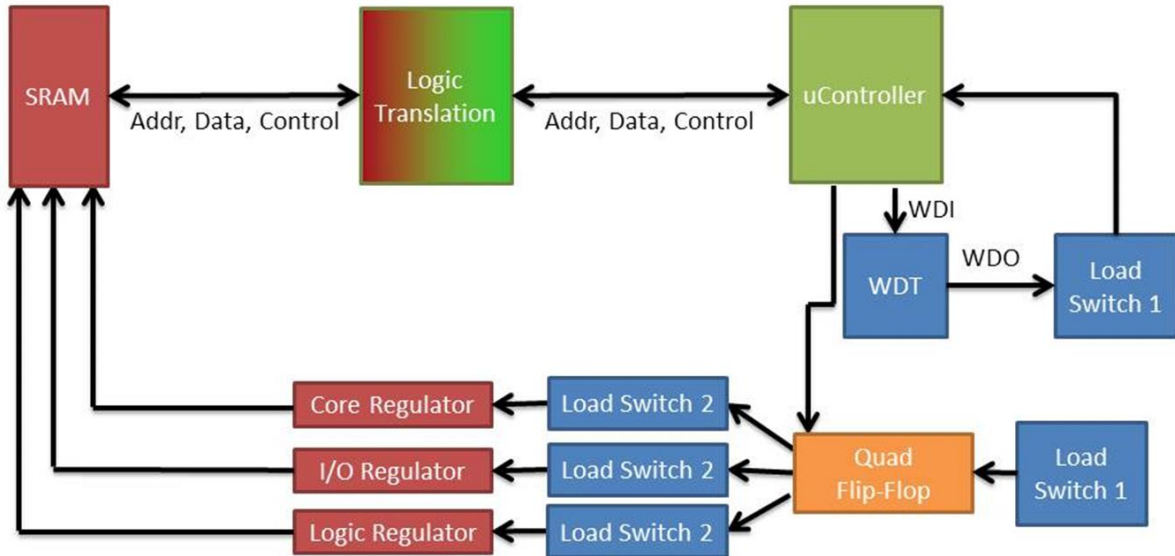 SRAM
Logic
Translation
uController
Addr, Data, Control
Addr, Data, Control
WDI
WDT
WDO
Load
Switch 1
Core Regulator
Load Switch 2
I/O Regulator
Load Switch 2
Quad
Flip-Flop
Load
Switch 1
Logic Regulator
Load Switch 2